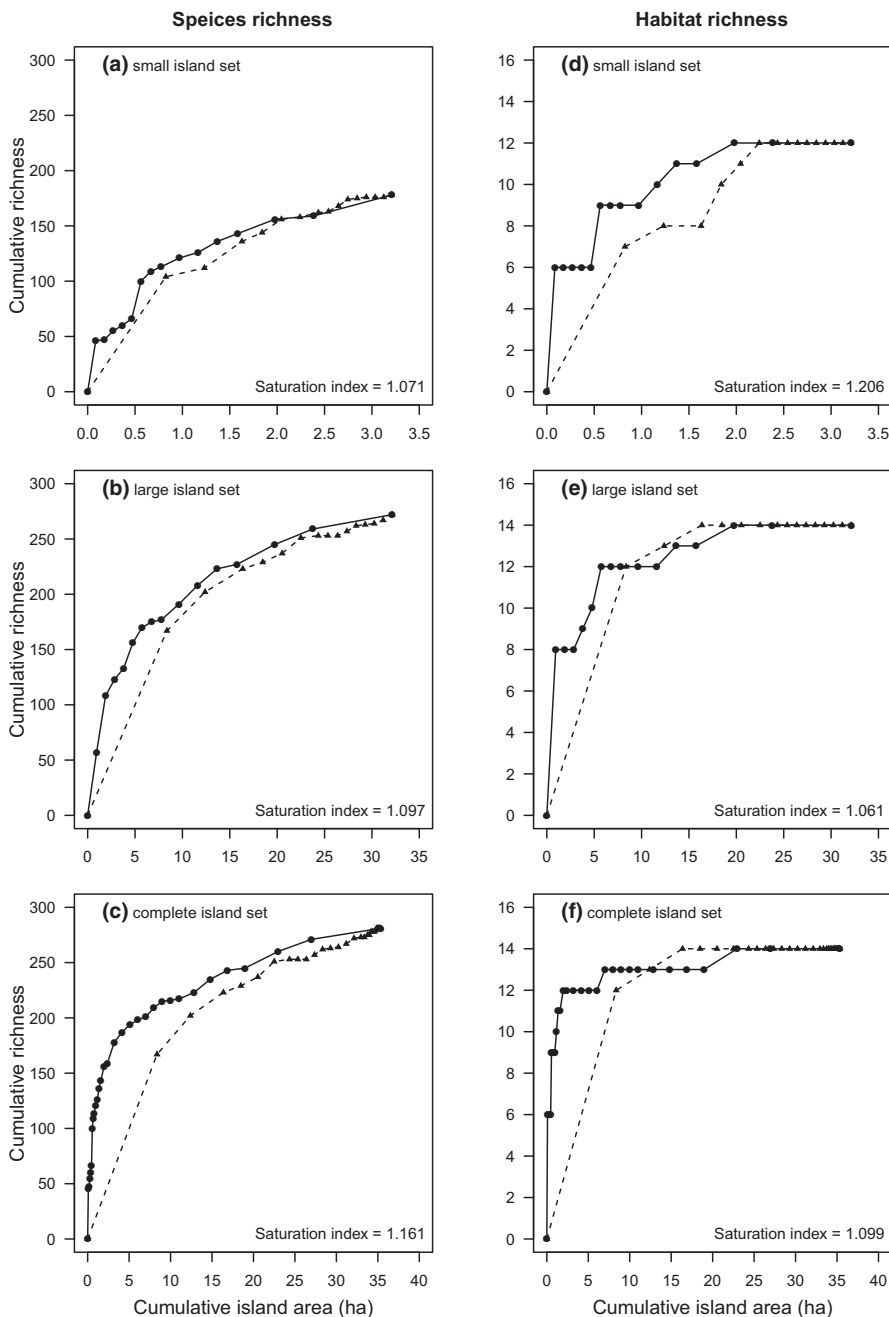 Speices richness
Habitat richness
(a) small island set
300
250
200
150
100
50
0
Cumulative richness
Saturation index = 1.071
0.0 0.5 1.0 1.5 2.0 2.5 3.0 3.5
(d) small island set
16
14
12
10
8
6
4
2
0
Saturation index = 1.206
0.0 0.5 1.0 1.5 2.0 2.5 3.0 3.5
(b) large island set
300
250
200
150
100
50
0
Cumulative richness
Saturation index = 1.097
0 5 10 15 20 25 30 35
(e) large island set
16
14
12
10
8
6
4
2
0
Saturation index = 1.061
0 5 10 15 20 25 30 35
(c) complete island set
300
250
200
150
100
50
0
Cumulative richness
Saturation index = 1.161
0 5 10 15 20 25 30 35 40
Cumulative island area (ha)
(f) complete island set
16
14
12
10
8
6
4
2
0
Saturation index = 1.099
0 5 10 15 20 25 30 35 40
Cumulative island area (ha)